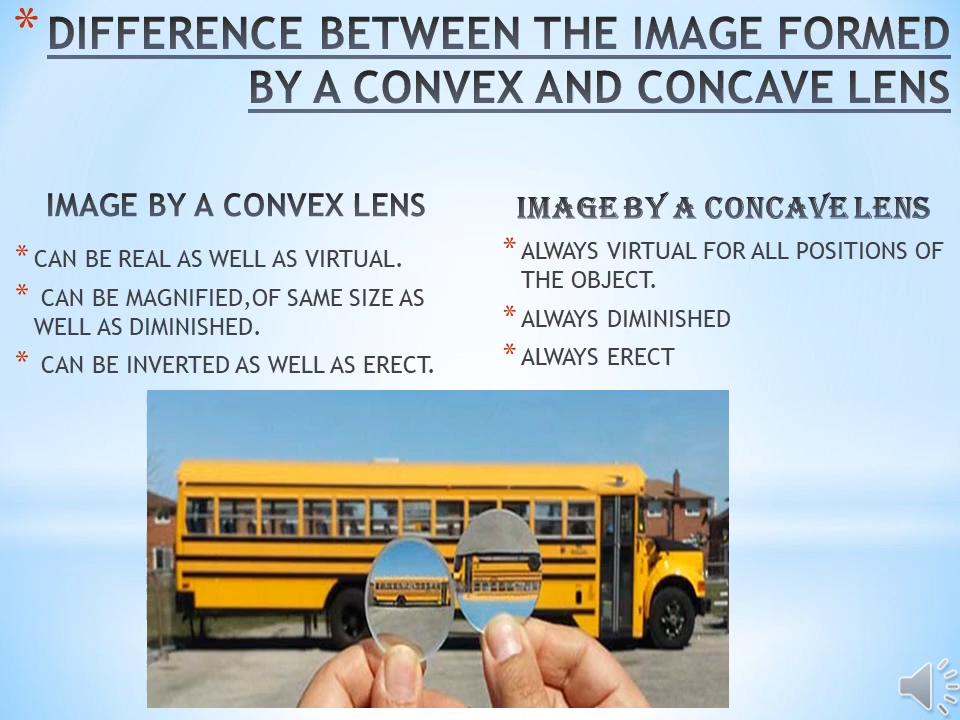 * DIFFERENCE BETWEEN THE IMAGE FORMED
BY A CONVEX AND CONCAVE LENS
IMAGE BY A CONVEX LENS
* CAN BE REAL AS WELL AS VIRTUAL.
* CAN BE MAGNIFIED,OF SAME SIZE AS
WELL AS DIMINISHED.
* CAN BE INVERTED AS WELL AS ERECT.
IMAGE BY A CONCAVE LENS
* ALWAYS VIRTUAL FOR ALL POSITIONS OF
THE OBJECT.
* ALWAYS DIMINISHED
* ALWAYS ERECT